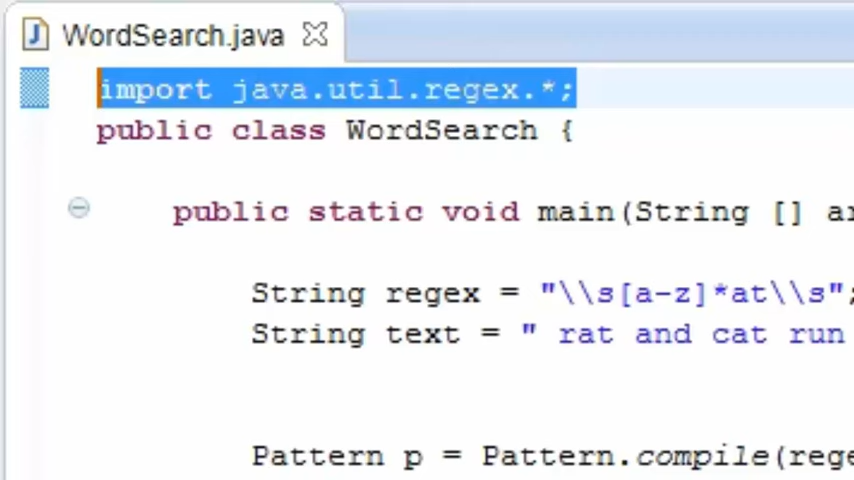 WordSearch.java
import java.util.regex.*;
public class WordSearch {
public static void main(String [] ar
String regex = "\\s[a-z]*at\\s";
String text = " rat and cat run
Pattern p = Pattern.compile(rege